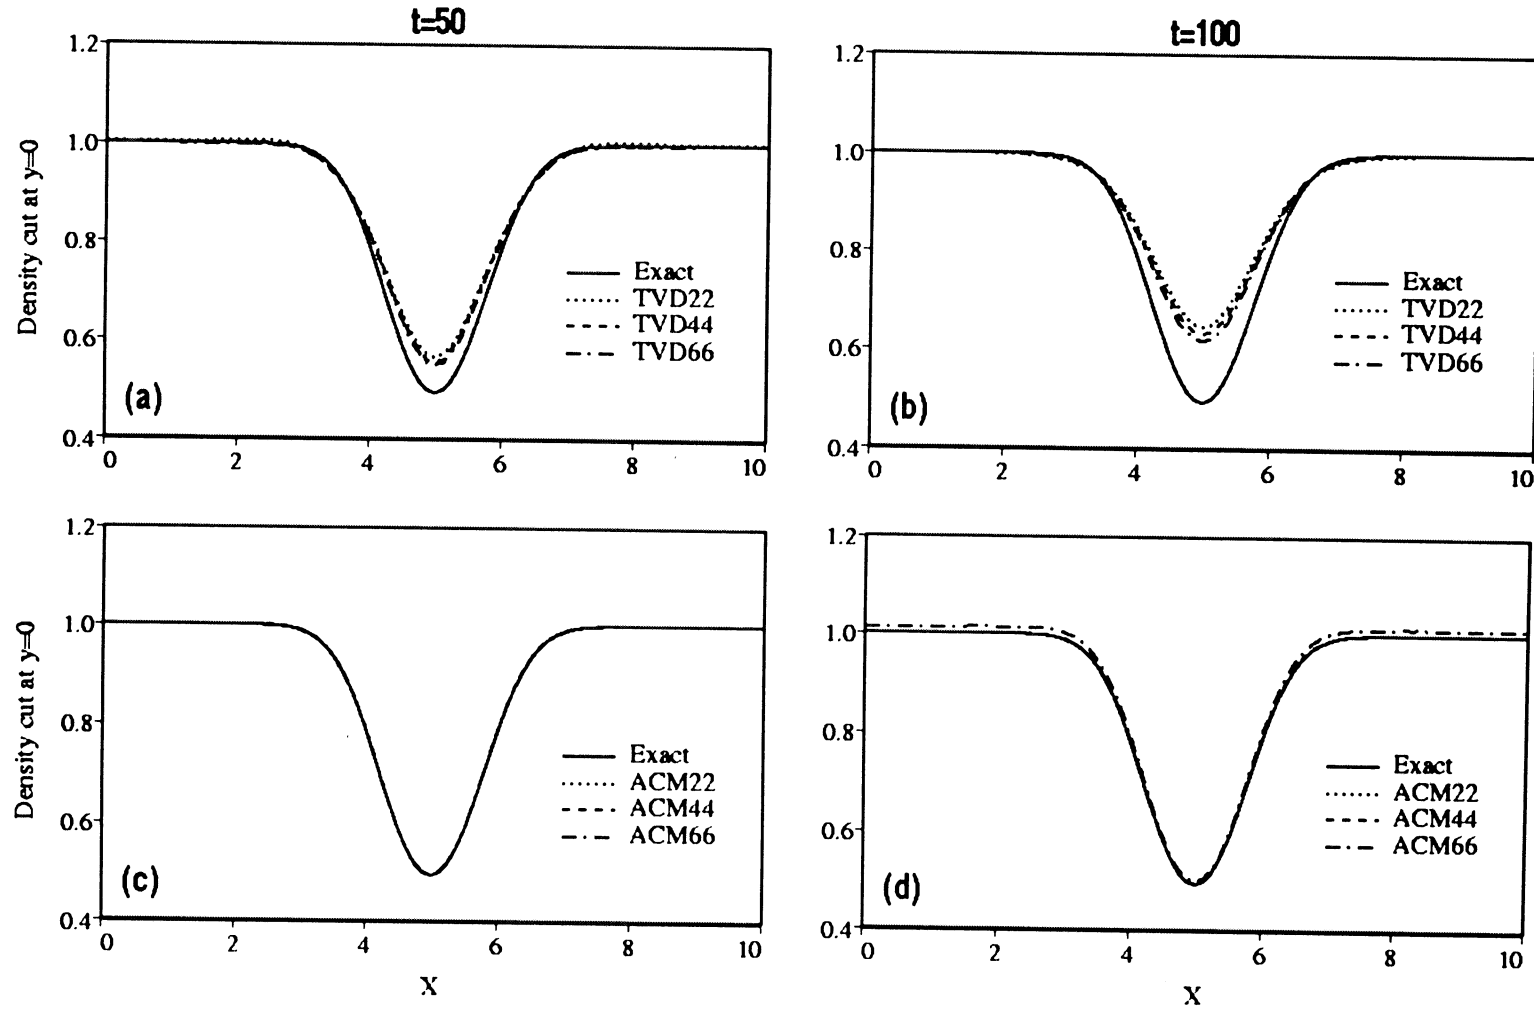 t=50
1.2
1.0
0.8
0.6
0.4
Density cut at y=0
Exact
TVD22
TVD44
TVD66
(a)
0 2 4 6 8 10
t=100
1.2
1.0
0.8
0.6
0.4
Exact
TVD22
TVD44
TVD66
(b)
0 2 4 6 8 10
1.2
1.0
0.8
0.6
0.4
Density cut at y=0
Exact
ACM22
ACM44
ACM66
(c)
0 2 4 6 8 10
X
1.2
1.0
0.8
0.6
0.4
Exact
ACM22
ACM44
ACM66
(d)
0 2 4 6 8 10
X